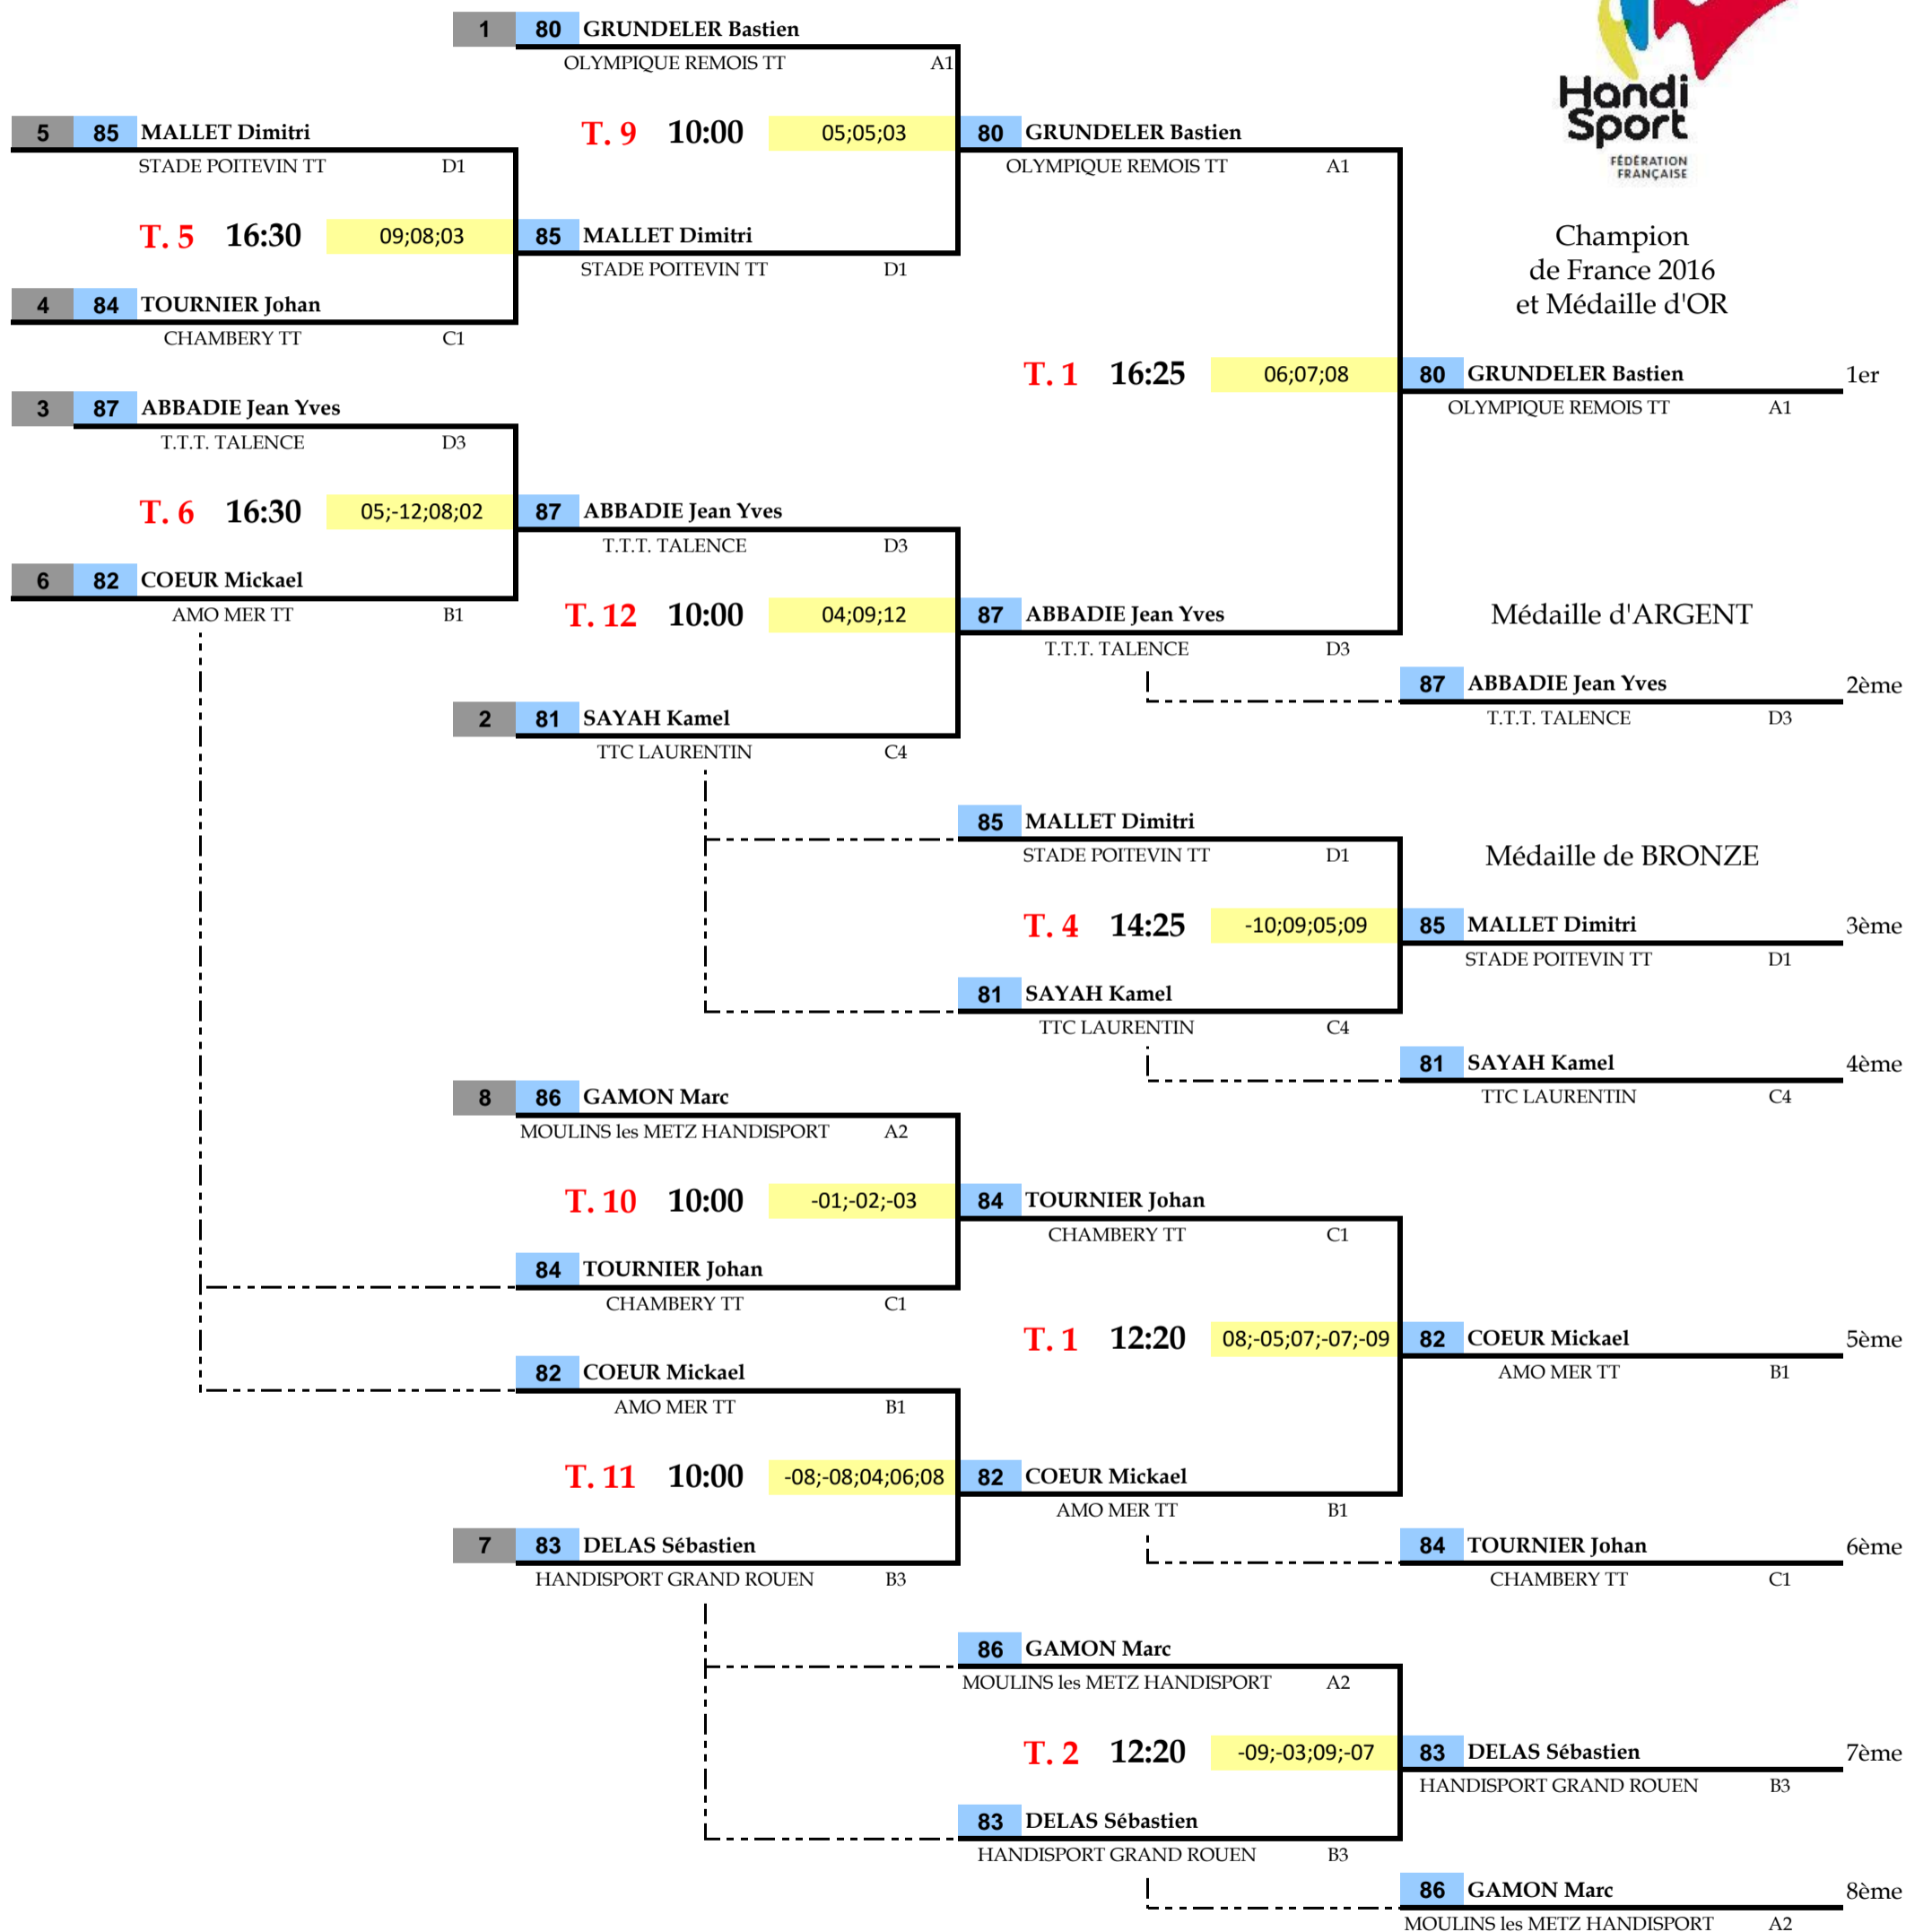 1 80 GRUNDELER Bastien
OLYMPIQUE REMOIS TT A1
Handi
Sport
FÉDÉRATION
FRANÇAISE
5 85 MALLET Dimitri T. 9 10:00 05;05;03 80 GRUNDELER Bastien
STADE POITEVIN TT D1 OLYMPIQUE REMOIS TT A1
T. 5 16:30 09;08;03 85 MALLET Dimitri
STADE POITEVIN TT D1
Champion
de France 2016
et Médaille d'OR
4 84 TOURNIER Johan
CHAMBERY TT C1
T. 1 16:25 06;07;08 80 GRUNDELER Bastien 1er
OLYMPIQUE REMOIS TT A1
3 87 ABBADIE Jean Yves
T.T.T. TALENCE D3
T. 6 16:30 05;-12;08;02 87 ABBADIE Jean Yves
T.T.T. TALENCE D3
6 82 COEUR Mickael
AMO MER TT B1
T. 12 10:00 04;09;12 87 ABBADIE Jean Yves
T.T.T. TALENCE D3
Médaille d'ARGENT
87 ABBADIE Jean Yves 2ème
T.T.T. TALENCE D3
2 81 SAYAH Kamel
TTC LAURENTIN C4
85 MALLET Dimitri
STADE POITEVIN TT D1
Médaille de BRONZE
T. 4 14:25 -10;09;05;09 85 MALLET Dimitri 3ème
STADE POITEVIN TT D1
81 SAYAH Kamel
TTC LAURENTIN C4
81 SAYAH Kamel 4ème
TTC LAURENTIN C4
8 86 GAMON Marc
MOULINS les METZ HANDISPORT A2
T. 10 10:00 -01;-02;-03 84 TOURNIER Johan
CHAMBERY TT C1
84 TOURNIER Johan
CHAMBERY TT C1
T. 1 12:20 08;-05;07;-07;-09 82 COEUR Mickael 5ème
AMO MER TT B1
82 COEUR Mickael
AMO MER TT B1
T. 11 10:00 -08;-08;04;06;08 82 COEUR Mickael
AMO MER TT B1
7 83 DELAS Sébastien
HANDISPORT GRAND ROUEN B3
84 TOURNIER Johan 6ème
CHAMBERY TT C1
86 GAMON Marc
MOULINS les METZ HANDISPORT A2
T. 2 12:20 -09;-03;09;-07 83 DELAS Sébastien 7ème
HANDISPORT GRAND ROUEN B3
83 DELAS Sébastien
HANDISPORT GRAND ROUEN B3
86 GAMON Marc 8ème
MOULINS les METZ HANDISPORT A2